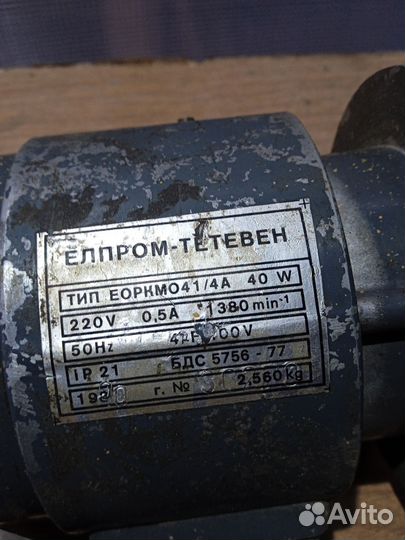 ЕЛПРОМ-ТЕТЕВЕН
ТИП ЕОРКМО41/4А 40 W
220V 0,5A 1380 min⁻¹
50Hz 400V
IP 21 БДС 5756-77
г. № 2,560 kg
Avito